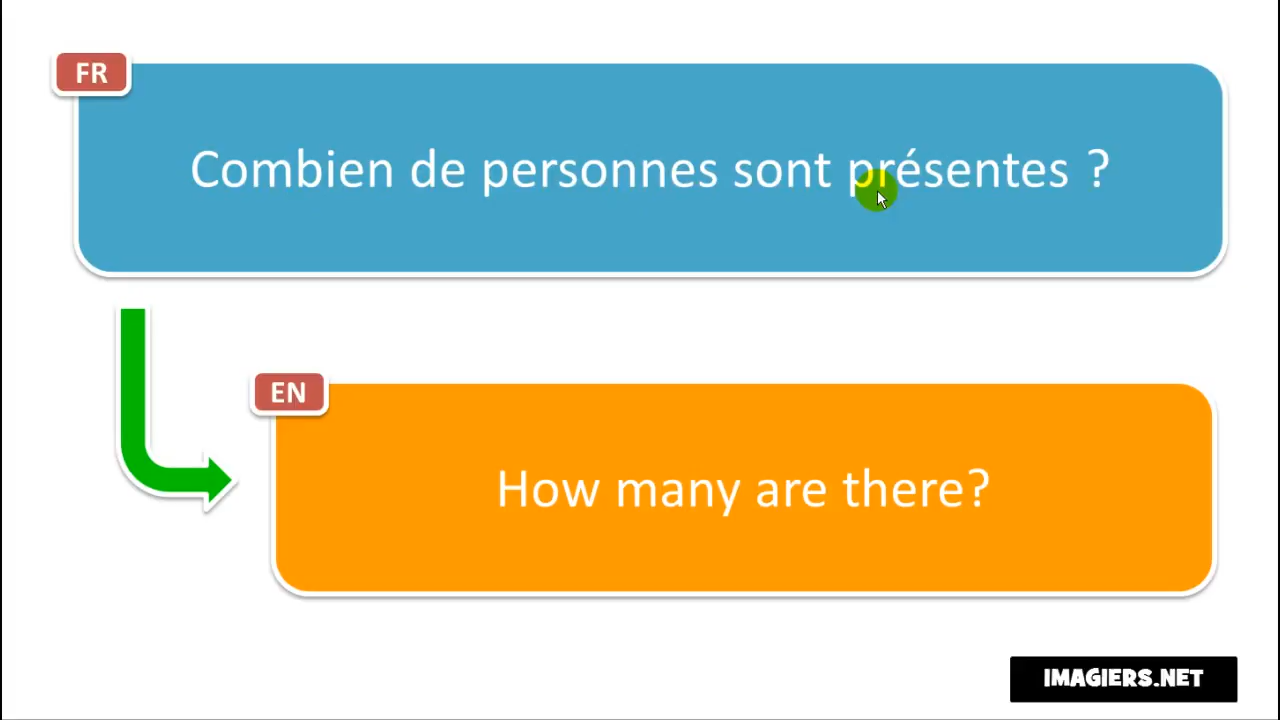 FR
Combien de personnes sont présentes ?
EN
How many are there?
IMAGIERS.NET